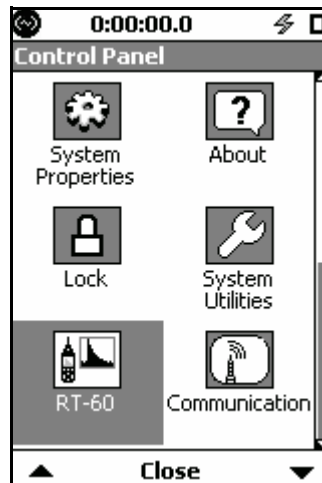 0:00:00.0
Control Panel
System
Properties
About
Lock
System
Utilities
RT-60
Communication
Close